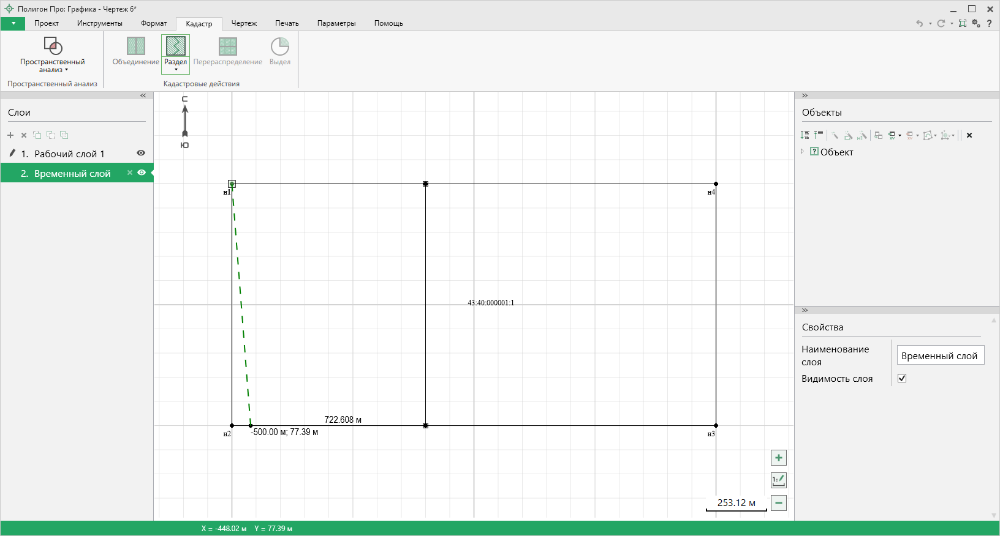 Полигон Про: Графика - Чертеж 6*
Проект Инструменты Формат Кадастр Чертеж Печать Параметры Помощь
?
Пространственный
анализ
Объединение Раздел Перераспределение Выдел
Пространственный анализ Кадастровые действия
Слои
1. Рабочий слой 1
2. Временный слой
С
Ю
н1
н4
43:40:000001:1
722.608 м
-500.00 м; 77.39 м
н2
н3
1:
253.12 м
Объекты
? Объект
Свойства
Наименование
слоя
Временный слой
Видимость слоя
X = -448.02 м Y = 77.39 м